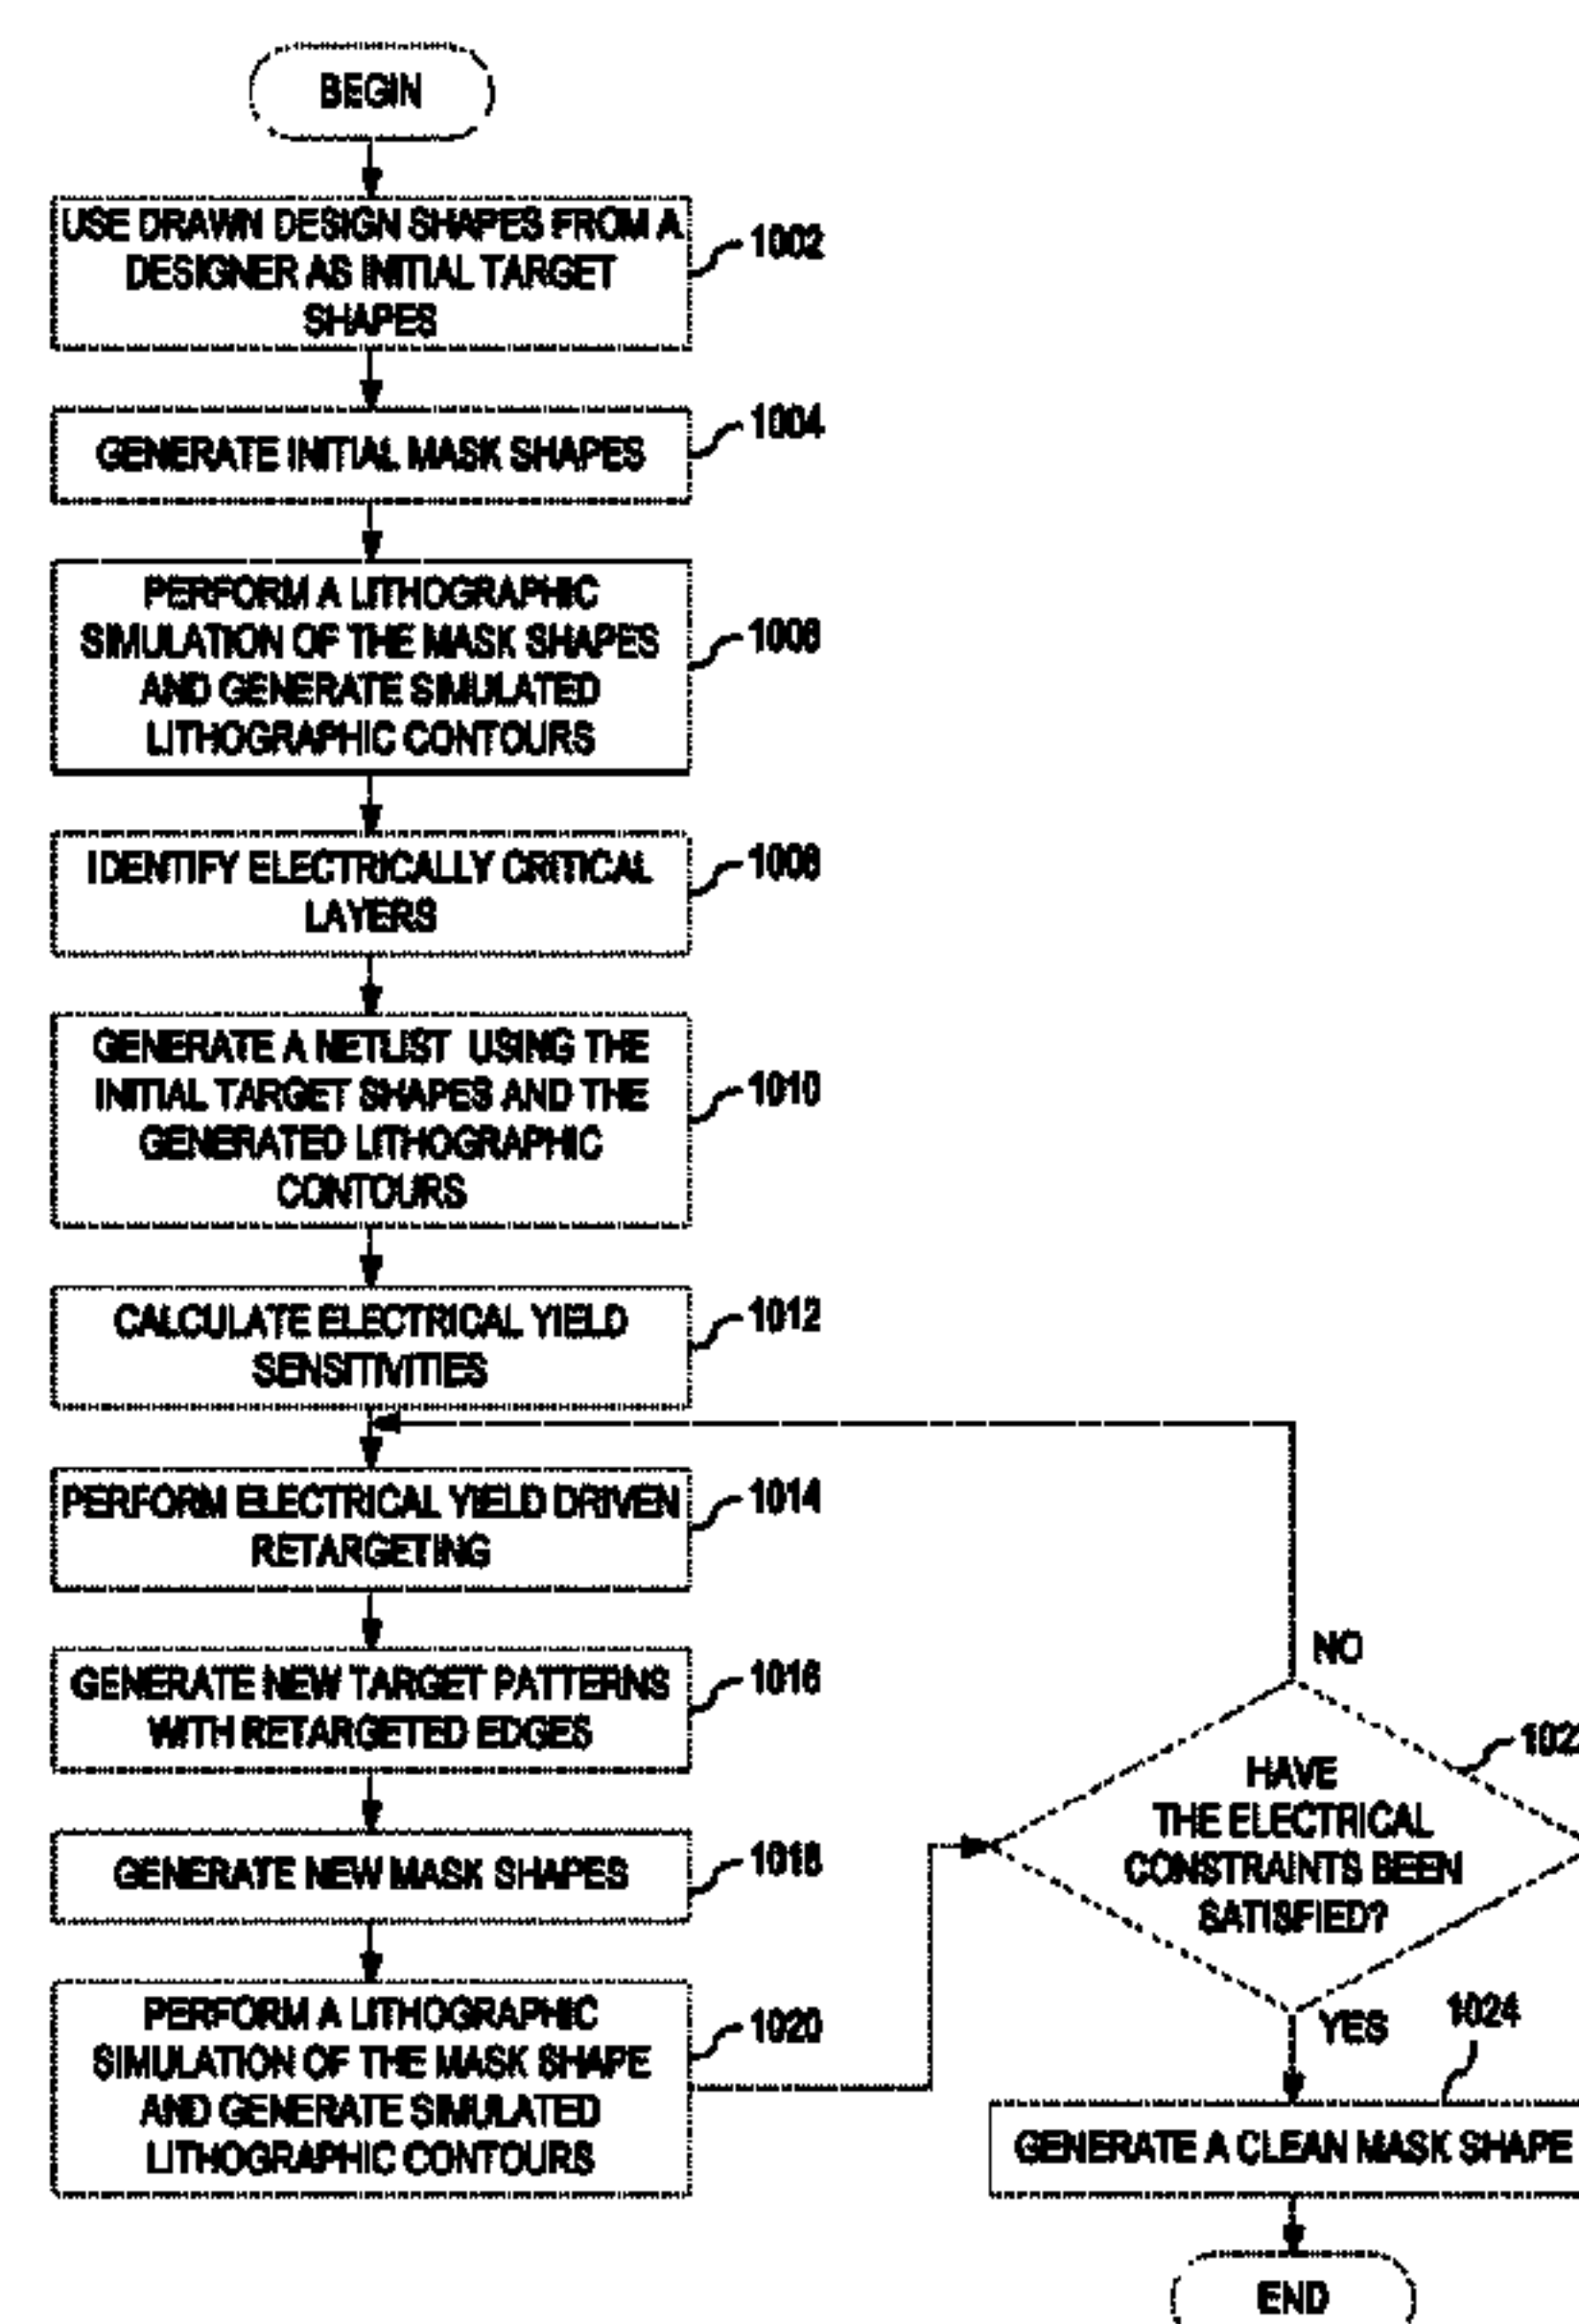 BEGIN
USE DRAWN DESIGN SHAPES FROM A
DESIGNER AS INITIAL TARGET
SHAPES
1002
GENERATE INITIAL MASK SHAPES
1004
PERFORM A LITHOGRAPHIC
SIMULATION OF THE MASK SHAPES
AND GENERATE SIMULATED
LITHOGRAPHIC CONTOURS
1006
IDENTIFY ELECTRICALLY CRITICAL
LAYERS
1008
GENERATE A NETLIST USING THE
INITIAL TARGET SHAPES AND THE
GENERATED LITHOGRAPHIC
CONTOURS
1010
CALCULATE ELECTRICAL YIELD
SENSITIVITIES
1012
PERFORM ELECTRICAL YIELD DRIVEN
RETARGETING
1014
GENERATE NEW TARGET PATTERNS
WITH RETARGETED EDGES
1016
GENERATE NEW MASK SHAPES
1018
PERFORM A LITHOGRAPHIC
SIMULATION OF THE MASK SHAPE
AND GENERATE SIMULATED
LITHOGRAPHIC CONTOURS
1020
NO
HAVE
THE ELECTRICAL
CONSTRAINTS BEEN
SATISFIED?
YES
1024
GENERATE A CLEAN MASK SHAPE
END